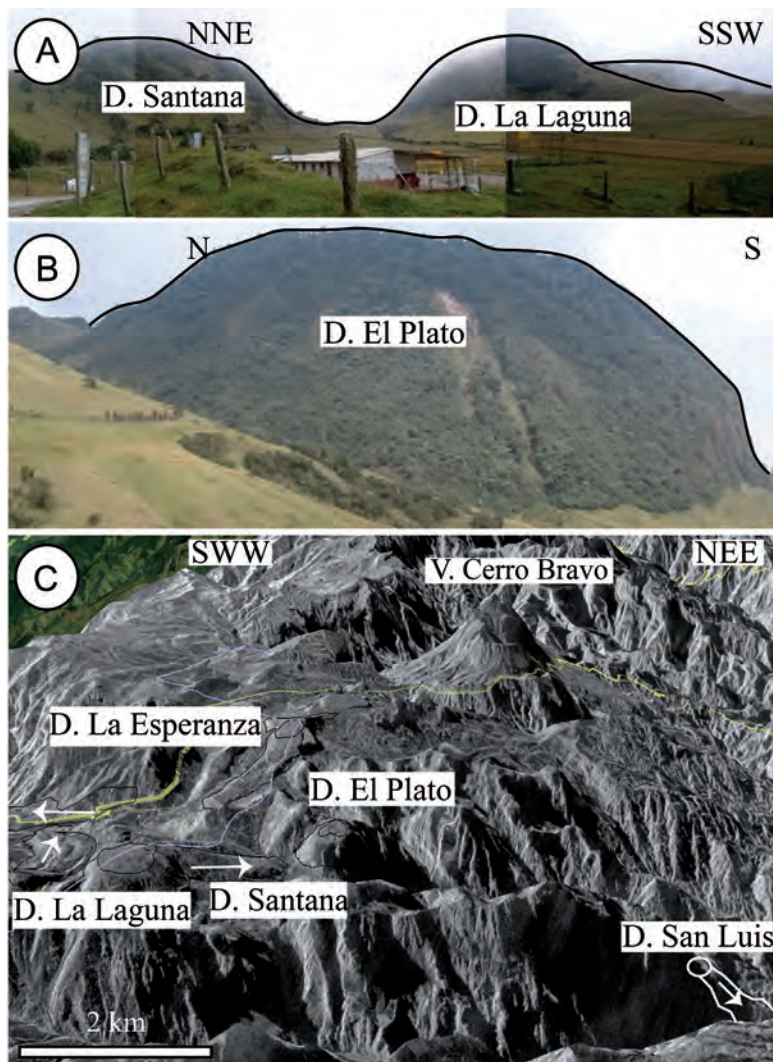 A
NNE
SSW
D. Santana
D. La Laguna
B
N
S
D. El Plato
C
SWW
NEE
V. Cerro Bravo
D. La Esperanza
D. El Plato
D. La Laguna
D. Santana
D. San Luis
2 km